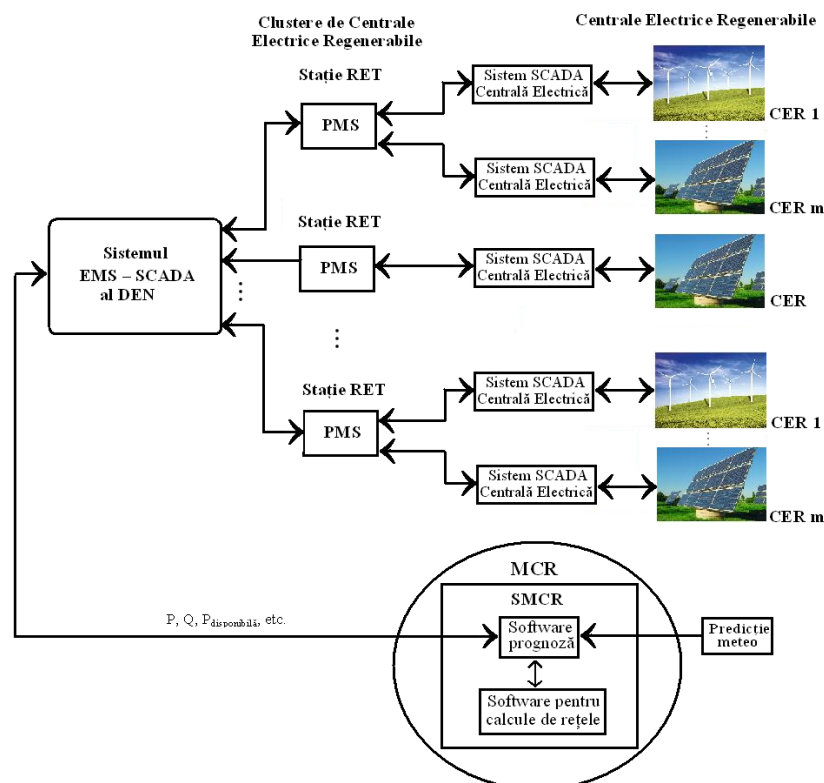 Clustere de Centrale
Electrice Regenerabile
Centrale Electrice Regenerabile
Stație RET
Sistem SCADA
Centrală Electrică
PMS
CER 1
Sistem SCADA
Centrală Electrică
CER m
Stație RET
Sistemul
EMS – SCADA
al DEN
PMS
Sistem SCADA
Centrală Electrică
CER
Stație RET
Sistem SCADA
Centrală Electrică
CER 1
PMS
Sistem SCADA
Centrală Electrică
CER m
MCR
SMCR
P, Q, Pdisponibilă, etc.
Software
prognoză
Predicție
meteo
Software pentru
calcule de rețele